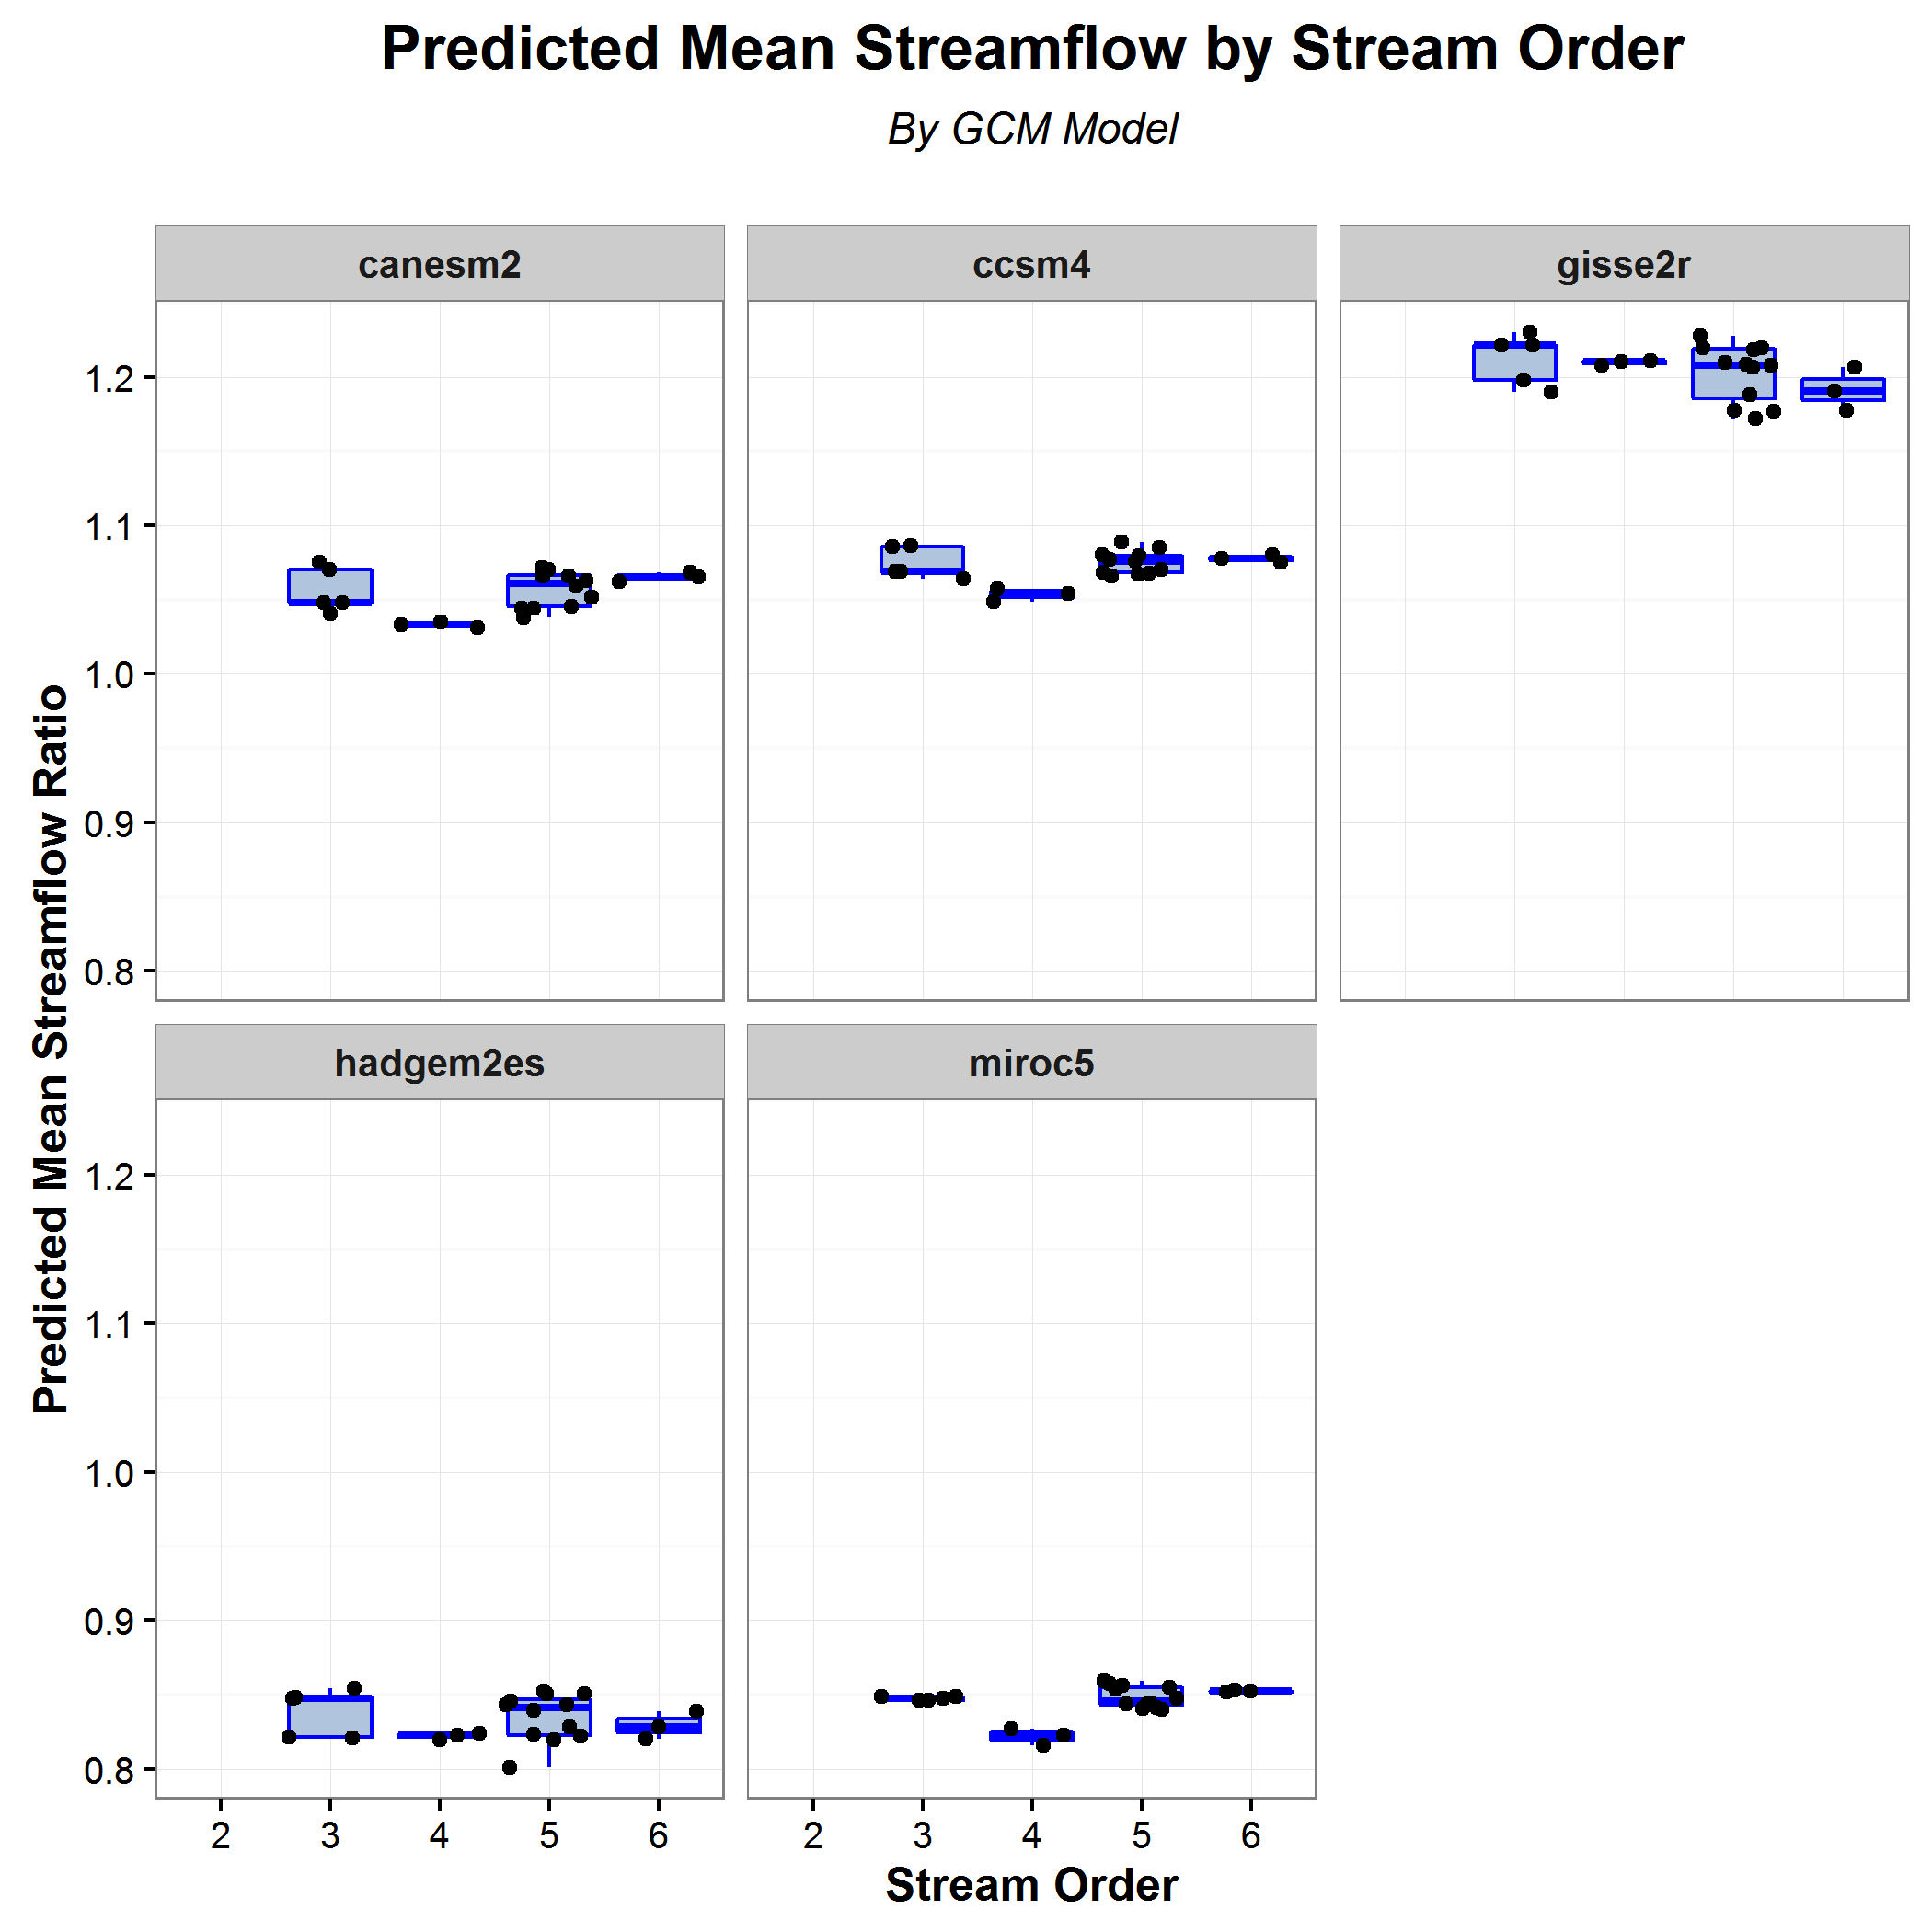 Predicted Mean Streamflow by Stream Order
By GCM Model
canesm2
ccsm4
gisse2r
1.2
1.1
1.0
0.9
0.8
Predicted Mean Streamflow Ratio
hadgem2es
miroc5
1.2
1.1
1.0
0.9
0.8
2 3 4 5 6
2 3 4 5 6
Stream Order